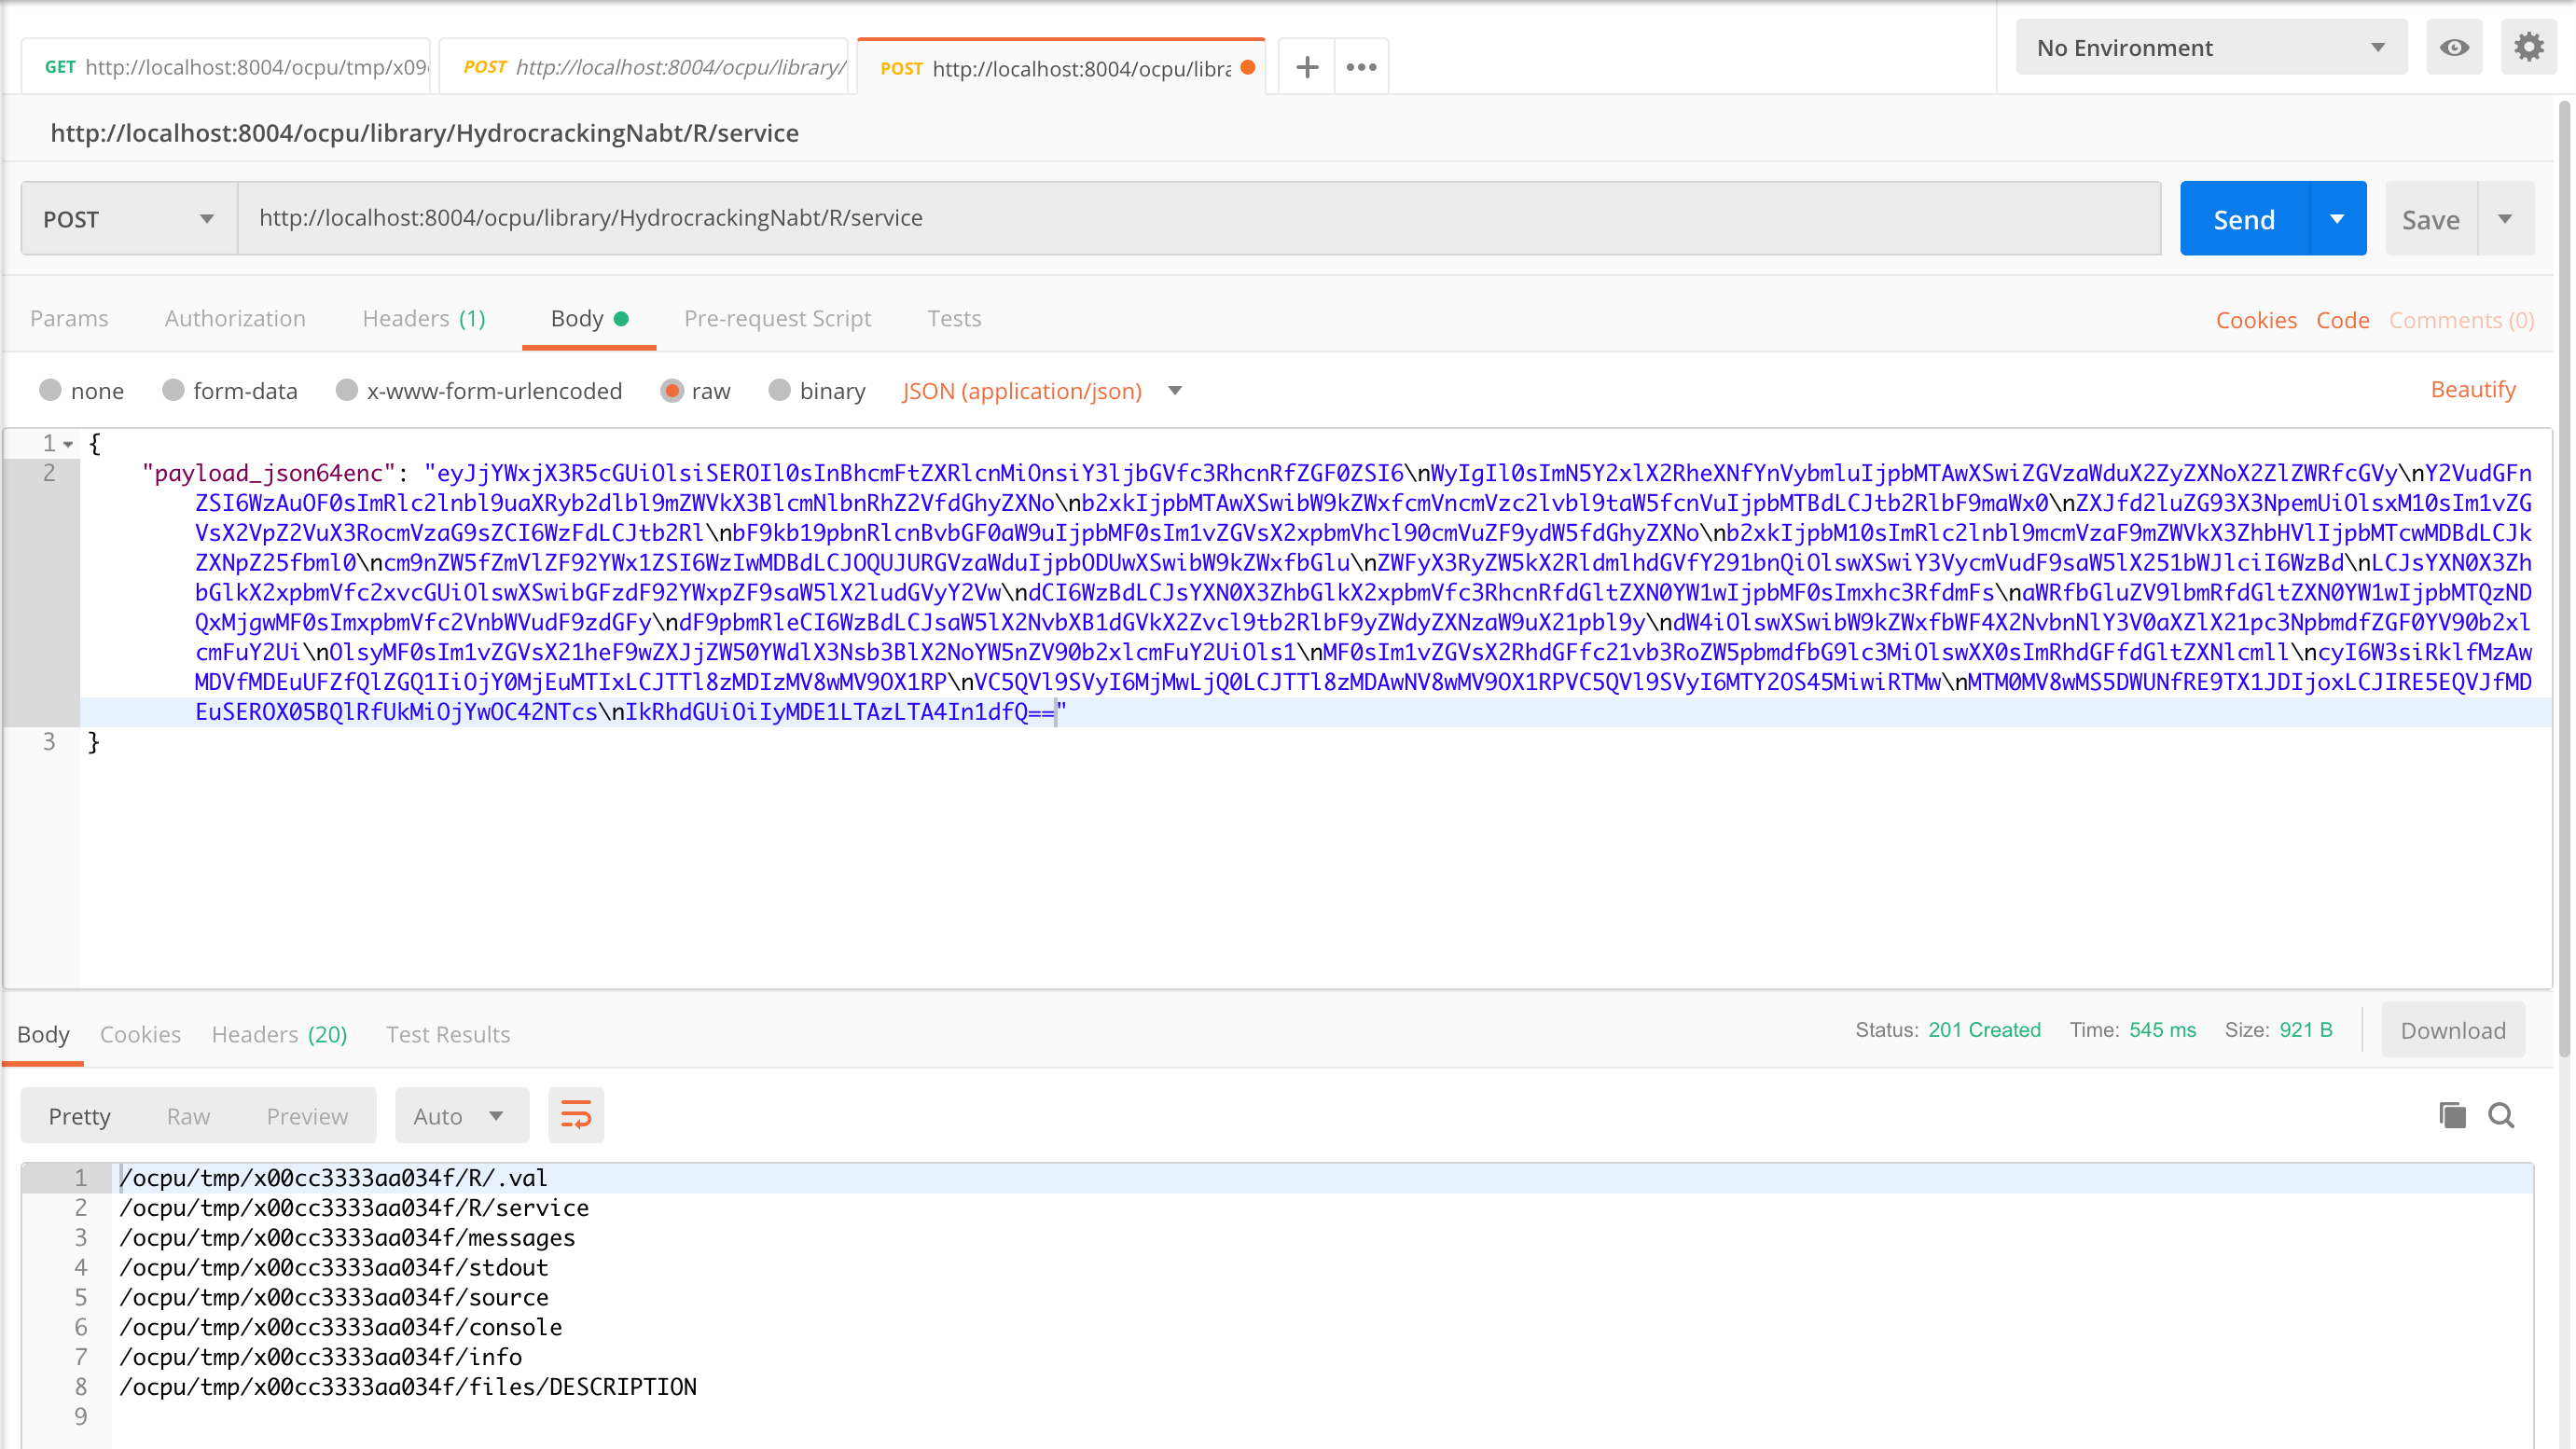 GET http://localhost:8004/ocpu/tmp/x09
POST http://localhost:8004/ocpu/library/
POST http://localhost:8004/ocpu/libra
No Environment
http://localhost:8004/ocpu/library/HydrocrackingNabt/R/service
POST http://localhost:8004/ocpu/library/HydrocrackingNabt/R/service
Send
Save
Params Authorization Headers (1) Body Pre-request Script Tests
Cookies Code Comments (0)
none form-data x-www-form-urlencoded raw binary JSON (application/json)
Beautify
1 {
2 "payload_json64enc": "eyJjYWxjX3R5cGUiOlsiSEROIl0sInBhcmFtZXRlcnMiOnsiY3ljbGVfc3RhcnRfZGF0ZSI6\nWyIgIl0sImN5Y2xlX2RheXNfYnVybmluIjpbMTAwXSwiZGVzaWduX2ZyZXNoX2ZlZWRfcGVy\nY2VudGFn
ZSI6WzAuOF0sImRlc2lnbl9uaXRyb2dlbl9mZWVkX3BlcmNlbnRhZ2VfdGhyZXNo\nb2xkIjpbMTAwXSwibW9kZWxfcmVncmVzc2lvbl9taW5fcnVuIjpbMTBdLCJtb2RlbF9maWx0\nZXJfd2luZG93X3NpemUiOlsxM10sIm1vZG
VsX2VpZ2VuX3RocmVzaG9sZCI6WzFdLCJtb2Rl\nbF9kb19pbnRlcnBvbGF0aW9uIjpbMF0sIm1vZGVsX2xpbmVhcl90cmVuZF9ydW5fdGhyZXNo\nb2xkIjpbM10sImRlc2lnbl9mcmVzaF9mZWVkX3ZhbHVlIjpbMTcwMDBdLCJk
ZXNpZ25fbml0\ncm9nZW5fZmVlZF92YWx1ZSI6WzIwMDBdLCJOQUJURGVzaWduIjpbODUwXSwibW9kZWxfbGlu\nZWFyX3RyZW5kX2RldmlhdGVfY291bnQiOlswXSwiY3VycmVudF9saW5lX251bWJlciI6WzBd\nLCJsYXN0X3Zh
bGlkX2xpbmVfc2xvcGUiOlswXSwibGFzdF92YWxpZF9saW5lX2ludGVyY2Vw\ndCI6WzBdLCJsYXN0X3ZhbGlkX2xpbmVfc3RhcnRfdGltZXN0YW1wIjpbMF0sImxhc3RfdmFs\naWRfbGluZV9lbmRfdGltZXN0YW1wIjpbMTQzND
QxMjgwMF0sImxpbmVfc2VnbWVudF9zdGFy\ndF9pbmRleCI6WzBdLCJsaW5lX2NvbXB1dGVkX2Zvcl9tb2RlbF9yZWdyZXNzaW9uX21pbl9y\ndW4iOlswXSwibW9kZWxfbWF4X2NvbnNlY3V0aXZlX21pc3NpbmdfZGF0YV90b2xl
cmFuY2Ui\nOlsyMF0sIm1vZGVsX21heF9wZXJjZW50YWdlX3Nsb3BlX2NoYW5nZV90b2xlcmFuY2UiOls1\nMF0sIm1vZGVsX2RhdGFfc21vb3RoZW5pbmdfbG9lc3MiOlswXX0sImRhdGFfdGltZXNlcmll\ncyI6W3siRklfMzAw
MDVfMDEuUFZfQlZGQ1IiOjY0MjEuMTIxLCJTTl8zMDIzMV8wMV9OX1RP\nVC5QVl9SVyI6MjMwLjQ0LCJTTl8zMDAwNV8wMV9OX1RPVC5QVl9SVyI6MTY2OS45MiwiRTMw\nMTM0MV8wMS5DWUNfRE9TX1JDIjoxLCJIRE5EQVJfMD
EuSEROX05BQlRfUkMiOjYwOC42NTcs\nIkRhdGUiOiIyMDE1LTAzLTA4In1dfQ=="
3 }
Body Cookies Headers (20) Test Results
Status: 201 Created Time: 545 ms Size: 921 B Download
Pretty Raw Preview Auto
1 /ocpu/tmp/x00cc3333aa034f/R/.val
2 /ocpu/tmp/x00cc3333aa034f/R/service
3 /ocpu/tmp/x00cc3333aa034f/messages
4 /ocpu/tmp/x00cc3333aa034f/stdout
5 /ocpu/tmp/x00cc3333aa034f/source
6 /ocpu/tmp/x00cc3333aa034f/console
7 /ocpu/tmp/x00cc3333aa034f/info
8 /ocpu/tmp/x00cc3333aa034f/files/DESCRIPTION
9